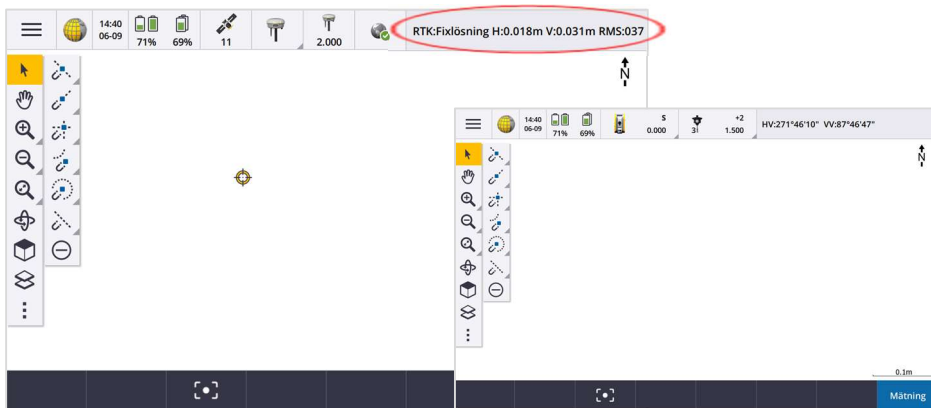 14:40
06-09
71%
69%
11
2.000
RTK:Fixlösning H:0.018m V:0.031m RMS:037
N
14:40
06-09
71%
69%
S
0.000
3
+2
1.500
HV:271°46'10" VV:87°46'47"
N
0.1m
Mätning